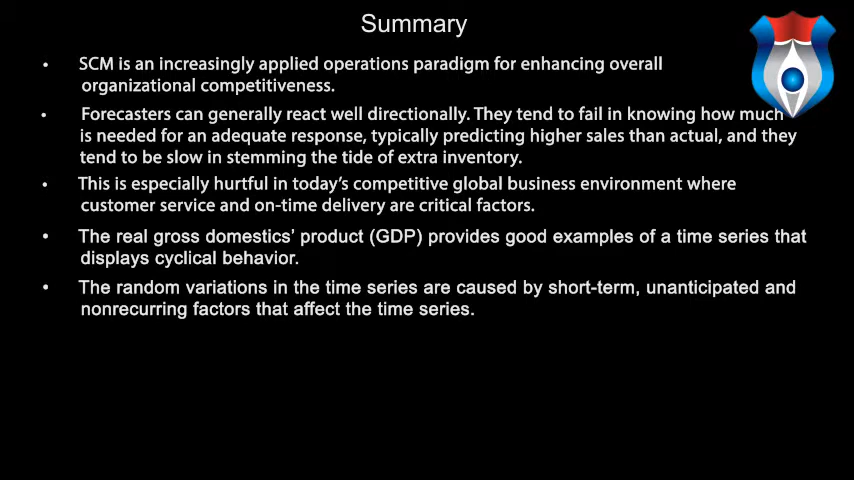 Summary
• SCM is an increasingly applied operations paradigm for enhancing overall
organizational competitiveness.
• Forecasters can generally react well directionally. They tend to fail in knowing how much
is needed for an adequate response, typically predicting higher sales than actual, and they
tend to be slow in stemming the tide of extra inventory.
• This is especially hurtful in today's competitive global business environment where
customer service and on-time delivery are critical factors.
• The real gross domestics' product (GDP) provides good examples of a time series that
displays cyclical behavior.
• The random variations in the time series are caused by short-term, unanticipated and
nonrecurring factors that affect the time series.